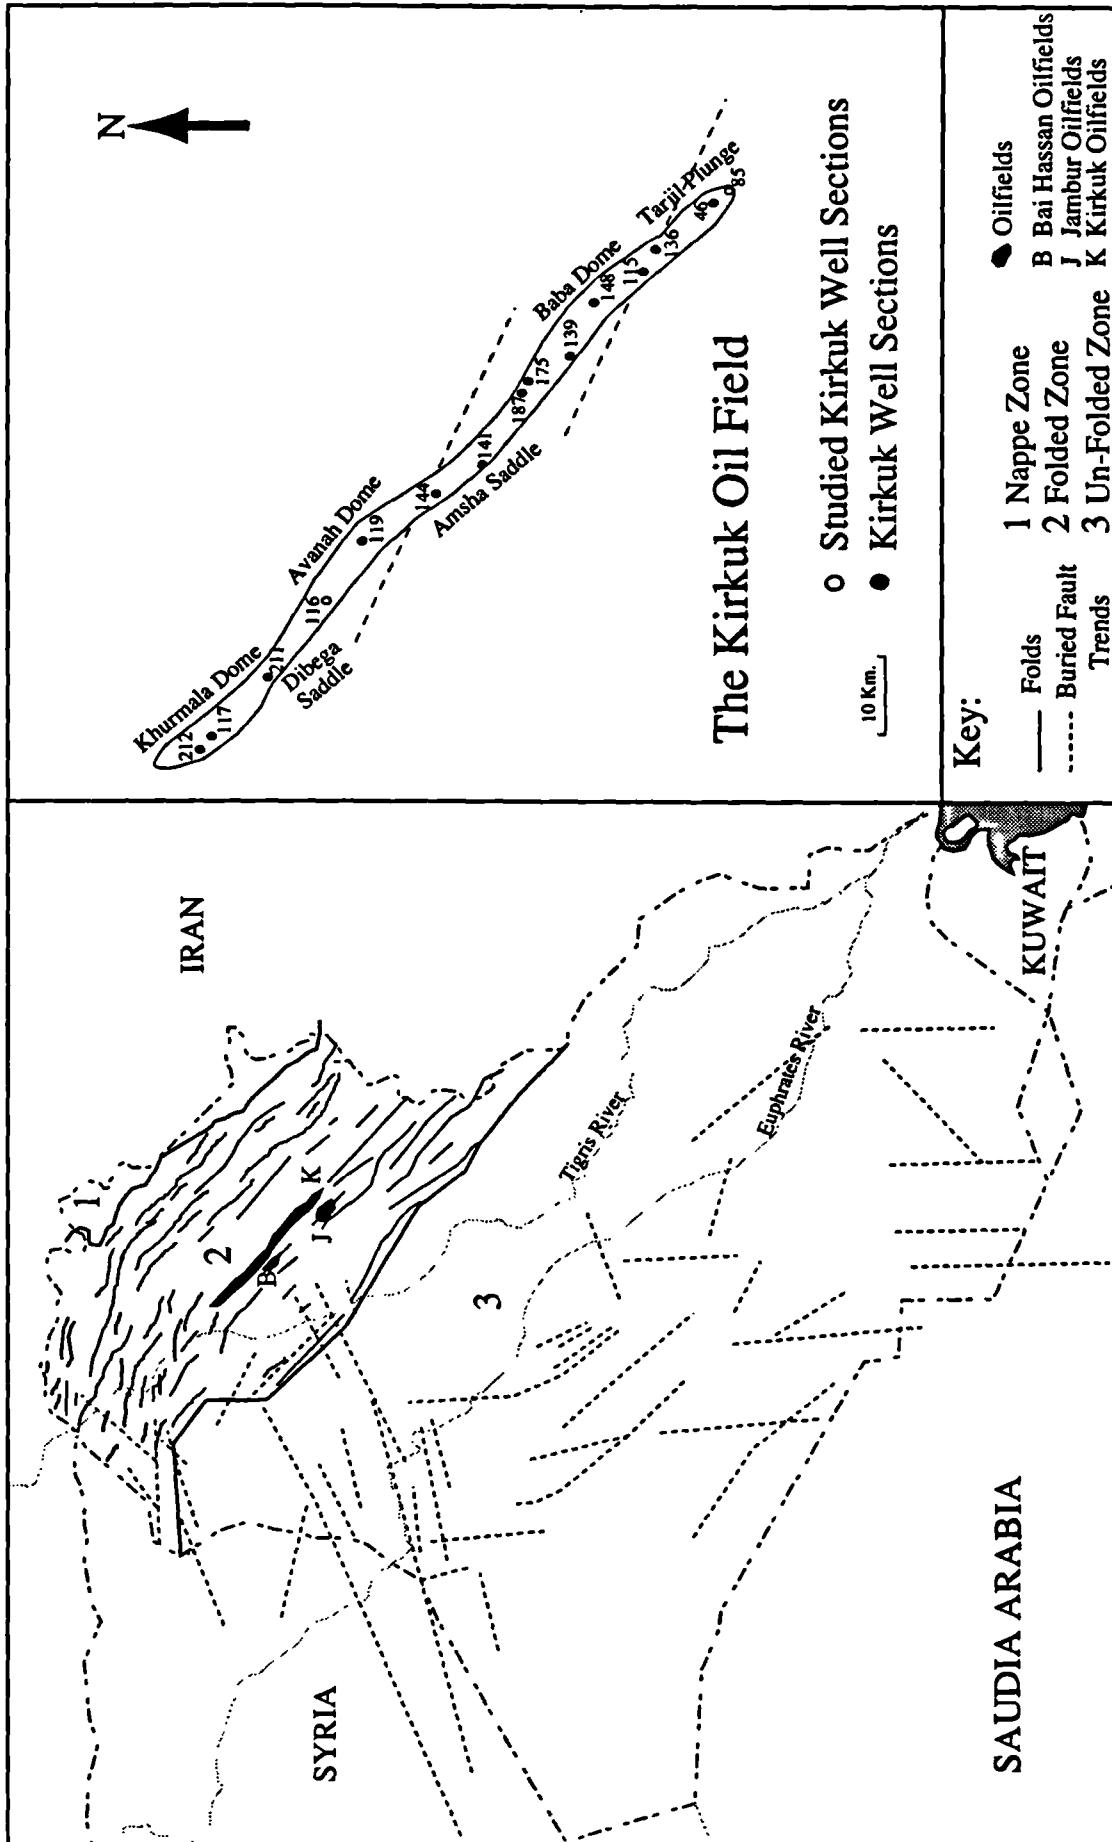 IRAN
SYRIA
SAUDIA ARABIA
KUWAIT
Tigris River
Euphrates River
1
2
3
B
J
K
N
Khurmala Dome
212
117
211
Dibega
Saddle
116
Avanah Dome
119
144
141
Amsha Saddle
187
175
139
Baba Dome
148
115
136
Tarjil Plunge
46
85
The Kirkuk Oil Field
Studied Kirkuk Well Sections
Kirkuk Well Sections
10 Km.
Key:
Folds
Buried Fault
Trends
1 Nappe Zone
2 Folded Zone
3 Un-Folded Zone
Oilfields
B Bai Hassan Oilfields
J Jambur Oilfields
K Kirkuk Oilfields